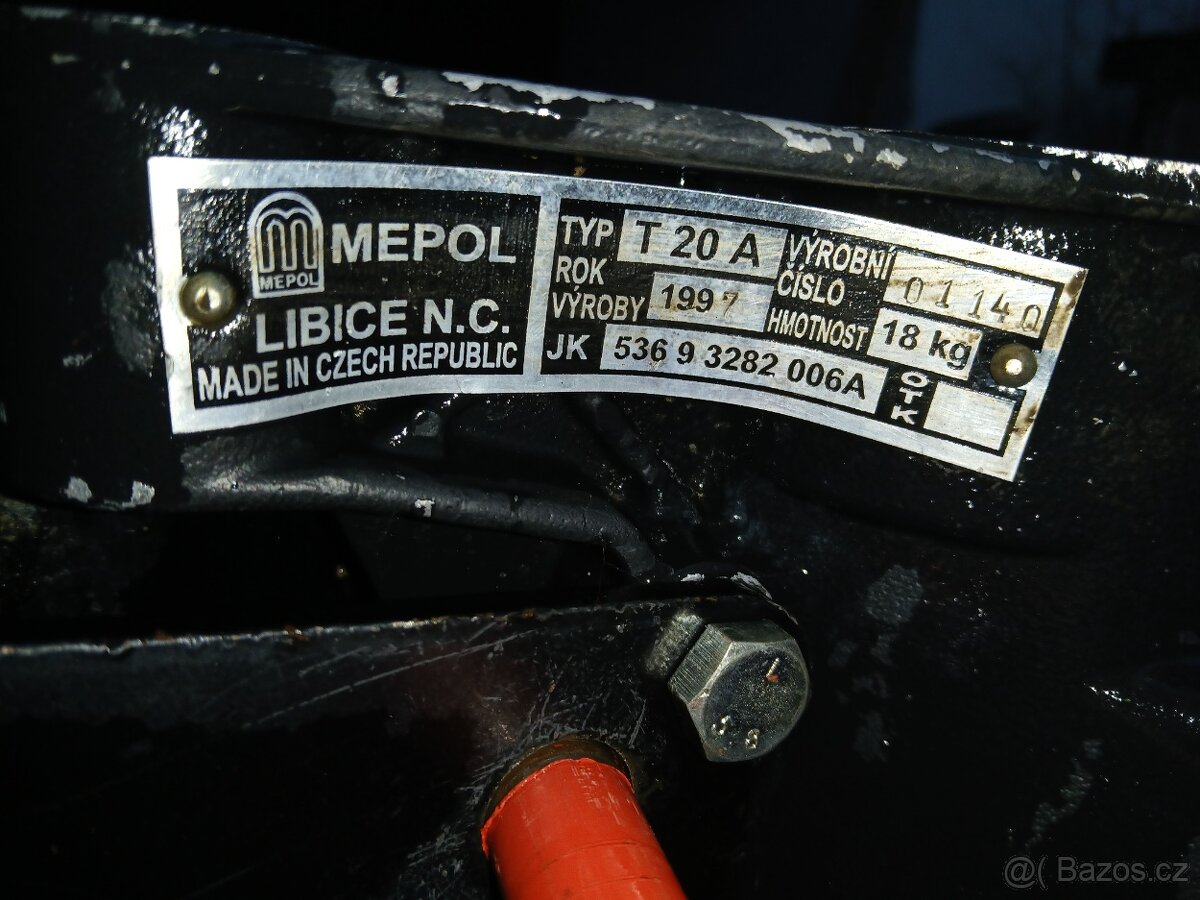 MEPOL
MEPOL
LIBICE N.C.
MADE IN CZECH REPUBLIC
TYP T 20 A
ROK VÝROBY 1997
VÝROBNÍ ČÍSLO 01140
HMOTNOST 18 kg
JK 536 9 3282 006A
OTK
@( Bazos.cz